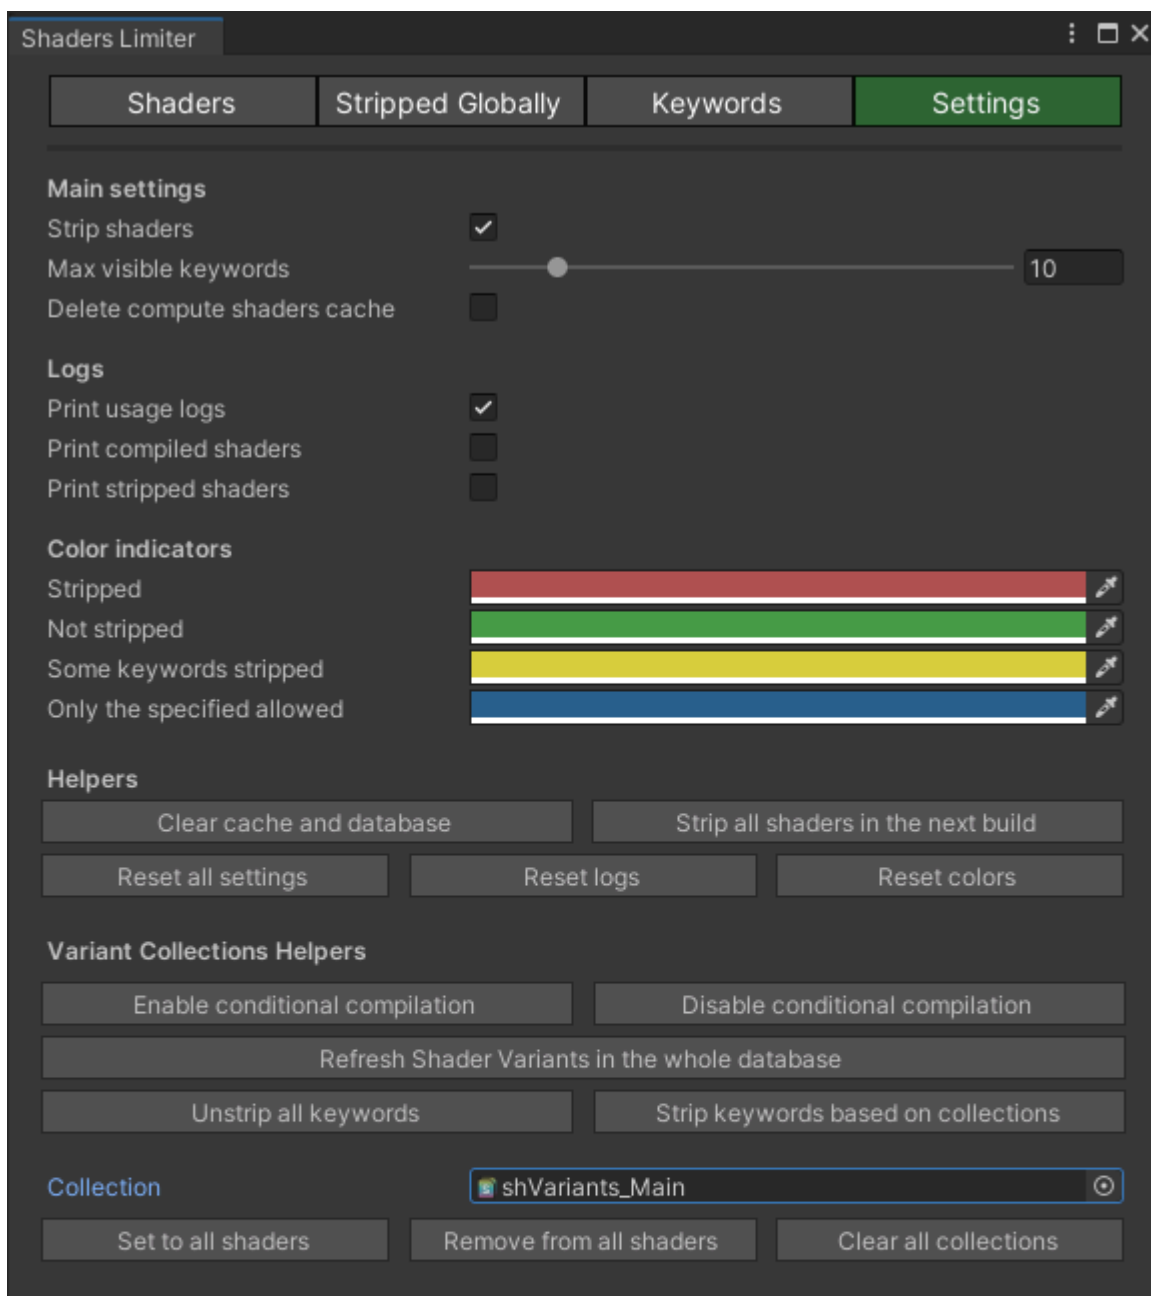 Shaders Limiter
Shaders Stripped Globally Keywords Settings
Main settings
Strip shaders
Max visible keywords 10
Delete compute shaders cache
Logs
Print usage logs
Print compiled shaders
Print stripped shaders
Color indicators
Stripped
Not stripped
Some keywords stripped
Only the specified allowed
Helpers
Clear cache and database Strip all shaders in the next build
Reset all settings Reset logs Reset colors
Variant Collections Helpers
Enable conditional compilation Disable conditional compilation
Refresh Shader Variants in the whole database
Unstrip all keywords Strip keywords based on collections
Collection shVariants_Main
Set to all shaders Remove from all shaders Clear all collections